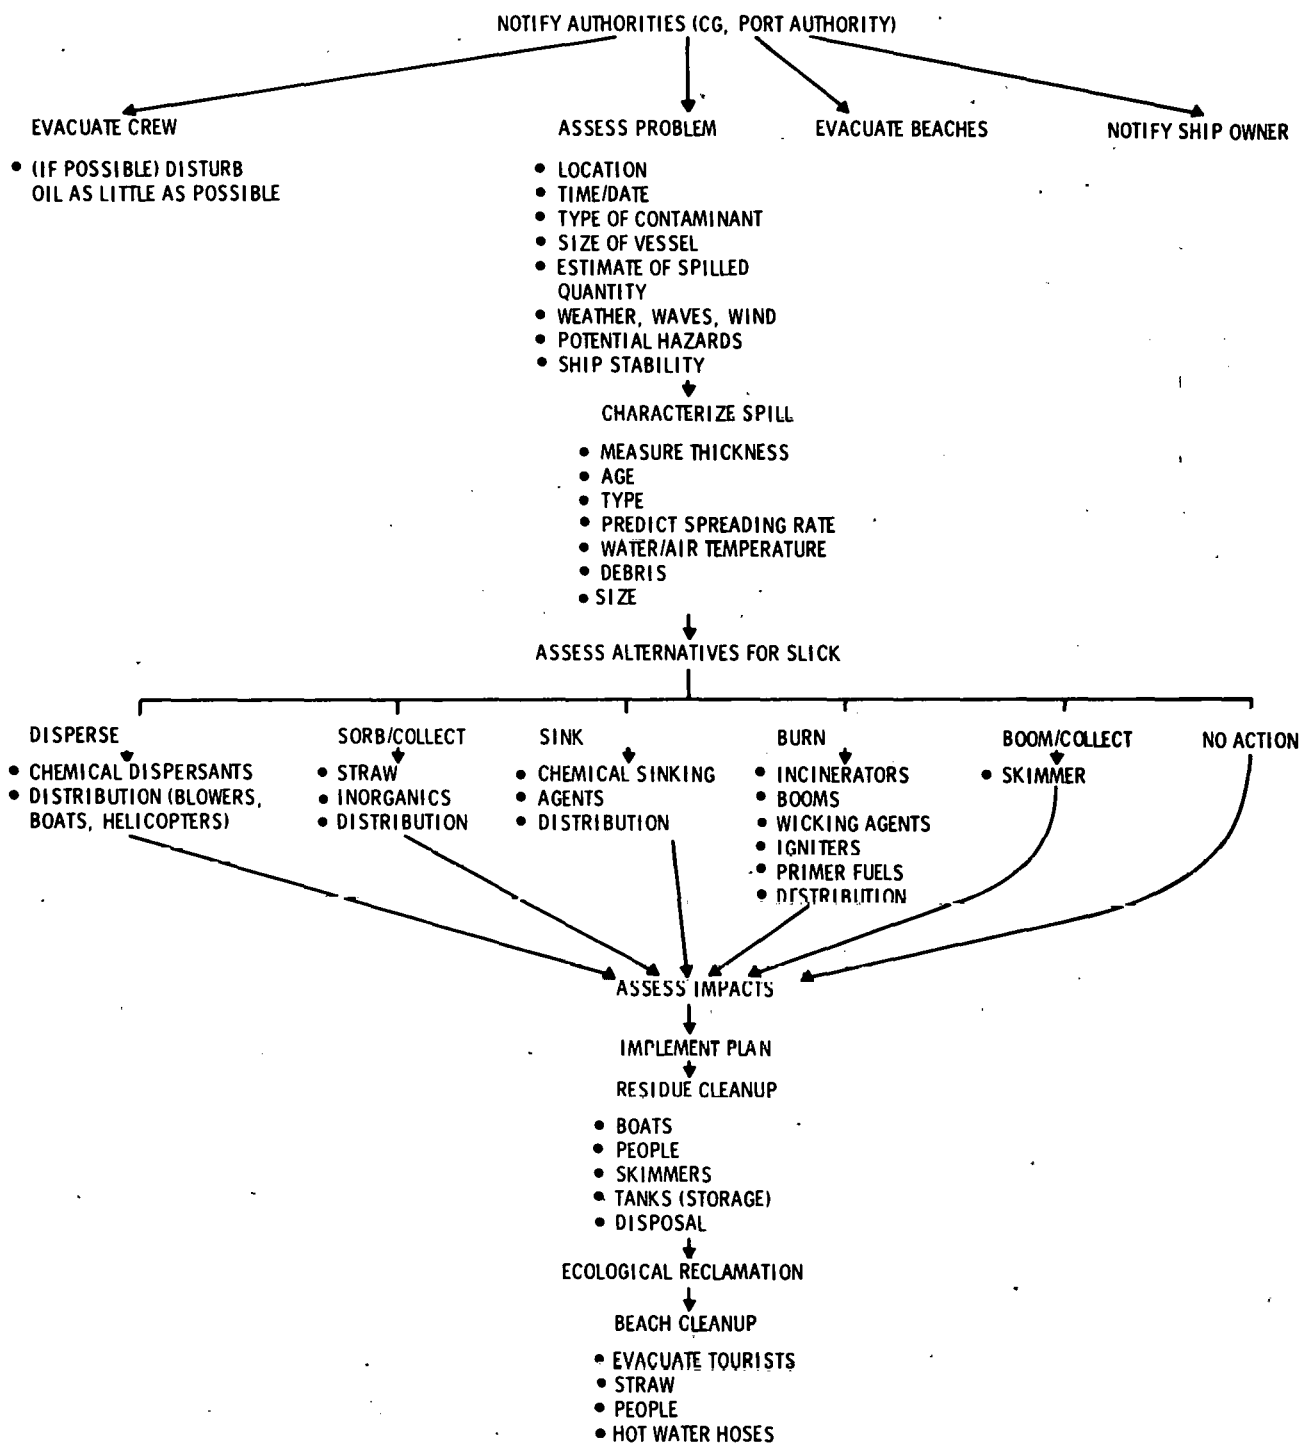 NOTIFY AUTHORITIES (CG, PORT AUTHORITY)
EVACUATE CREW
• (IF POSSIBLE) DISTURB
OIL AS LITTLE AS POSSIBLE
ASSESS PROBLEM
• LOCATION
• TIME/DATE
• TYPE OF CONTAMINANT
• SIZE OF VESSEL
• ESTIMATE OF SPILLED
QUANTITY
• WEATHER, WAVES, WIND
• POTENTIAL HAZARDS
• SHIP STABILITY
EVACUATE BEACHES
NOTIFY SHIP OWNER
CHARACTERIZE SPILL
• MEASURE THICKNESS
• AGE
• TYPE
• PREDICT SPREADING RATE
• WATER/AIR TEMPERATURE
• DEBRIS
• SIZE
ASSESS ALTERNATIVES FOR SLICK
DISPERSE
• CHEMICAL DISPERSANTS
• DISTRIBUTION (BLOWERS,
BOATS, HELICOPTERS)
SORB/COLLECT
• STRAW
• INORGANICS
• DISTRIBUTION
SINK
• CHEMICAL SINKING
• AGENTS
• DISTRIBUTION
BURN
• INCINERATORS
• BOOMS
• WICKING AGENTS
• IGNITERS
• PRIMER FUELS
• DISTRIBUTION
BOOM/COLLECT
• SKIMMER
NO ACTION
ASSESS IMPACTS
IMPLEMENT PLAN
RESIDUE CLEANUP
• BOATS
• PEOPLE
• SKIMMERS
• TANKS (STORAGE)
• DISPOSAL
ECOLOGICAL RECLAMATION
BEACH CLEANUP
• EVACUATE TOURISTS
• STRAW
• PEOPLE
• HOT WATER HOSES